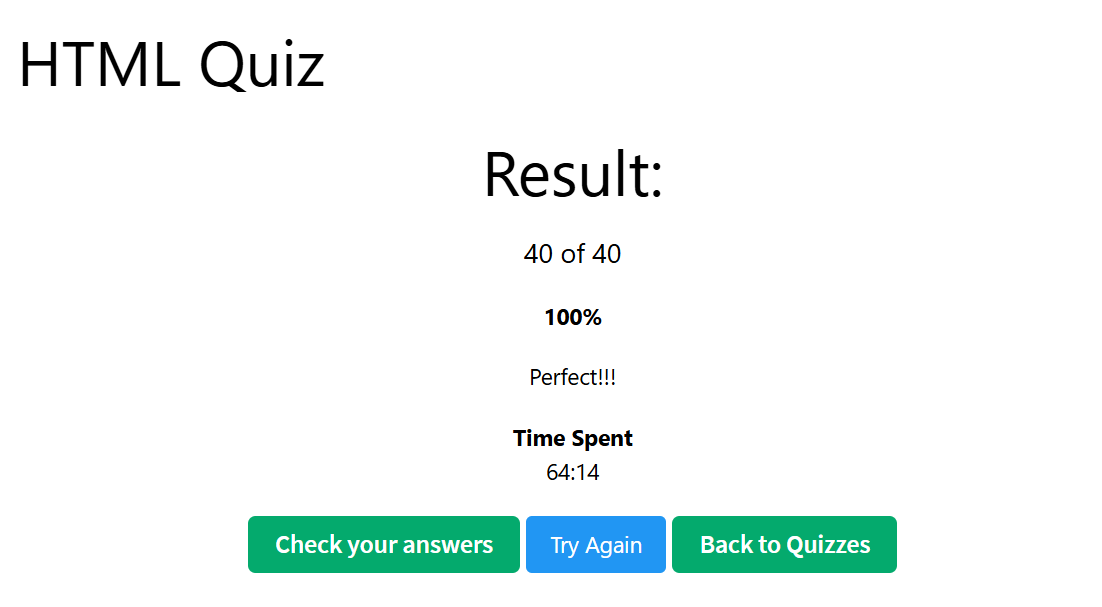 HTML Quiz
Result:
40 of 40
100%
Perfect!!!
Time Spent
64:14
Check your answers
Try Again
Back to Quizzes